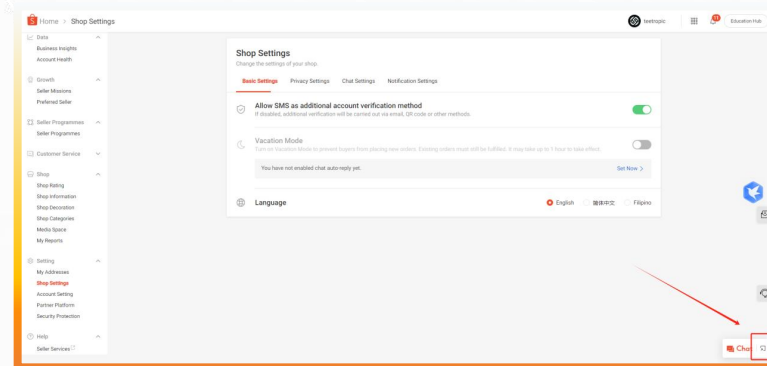 Home > Shop Settings
teetropic
Education Hub
Data
Business Insights
Account Health
Growth
Seller Missions
Preferred Seller
Seller Programmes
Seller Programmes
Customer Service
Shop
Shop Rating
Shop Information
Shop Decoration
Shop Categories
Media Space
My Reports
Setting
My Addresses
Shop Settings
Account Setting
Partner Platform
Security Protection
Help
Seller Services
Shop Settings
Change the settings of your shop.
Basic Settings Privacy Settings Chat Settings Notification Settings
Allow SMS as additional account verification method
If disabled, additional verification will be carried out via email, QR code or other methods
Vacation Mode
Turn on Vacation Mode to prevent buyers from placing new orders. Existing orders must still be fulfilled. It may take up to 1 hour to take effect.
You have not enabled chat auto-reply yet. Set Now >
Language English 简体中文 Filipino
Chat